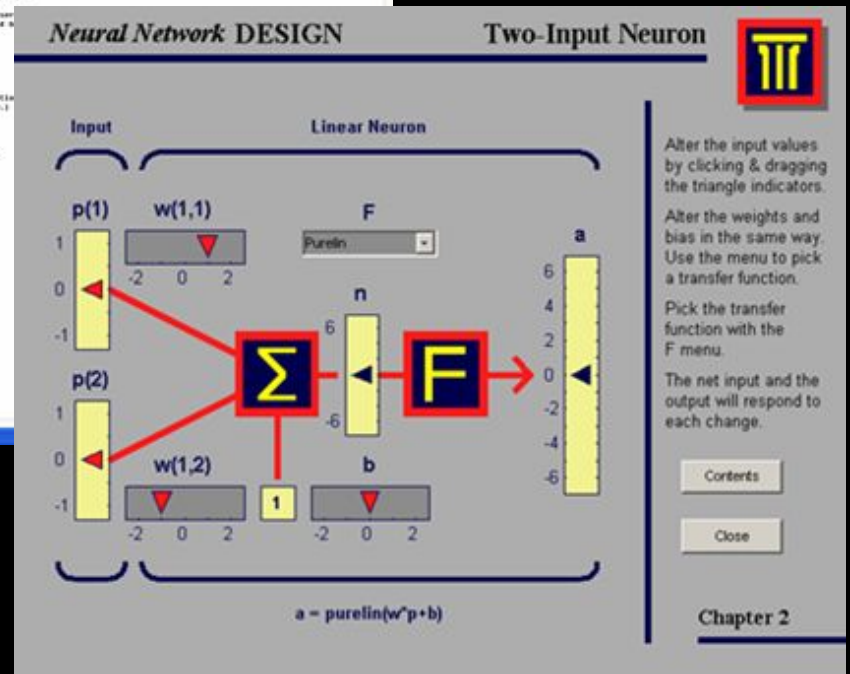 Neural Network DESIGN
Two-Input Neuron
Input
Linear Neuron
p(1)
w(1,1)
F
a
1
0
-1
-2 0 2
Purelin
n
6
-6
6
4
2
0
-2
-4
-6
Σ
F
p(2)
1
0
-1
w(1,2)
-2 0 2
1
b
-2 0 2
a = purelin(w*p+b)
Alter the input values
by clicking & dragging
the triangle indicators.
Alter the weights and
bias in the same way.
Use the menu to pick
a transfer function.
Pick the transfer
function with the
F menu.
The net input and the
output will respond to
each change.
Contents
Close
Chapter 2